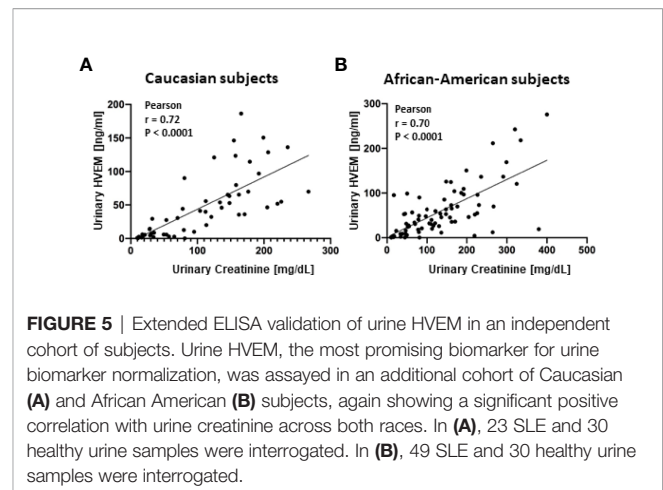 A
Caucasian subjects
Pearson
r = 0.72
P < 0.0001
Urinary HVEM [Ing/ml]
200
150
100
50
0
0 100 200 300
Urinary Creatinine [mg/dL]
B
African-American subjects
Pearson
r = 0.70
P < 0.0001
Urinary HVEM [Ing/ml]
300
200
100
0
0 100 200 300 400 500
Urinary Creatinine [mg/dL]
FIGURE 5 | Extended ELISA validation of urine HVEM in an independent
cohort of subjects. Urine HVEM, the most promising biomarker for urine
biomarker normalization, was assayed in an additional cohort of Caucasian
(A) and African American (B) subjects, again showing a significant positive
correlation with urine creatinine across both races. In (A), 23 SLE and 30
healthy urine samples were interrogated. In (B), 49 SLE and 30 healthy urine
samples were interrogated.